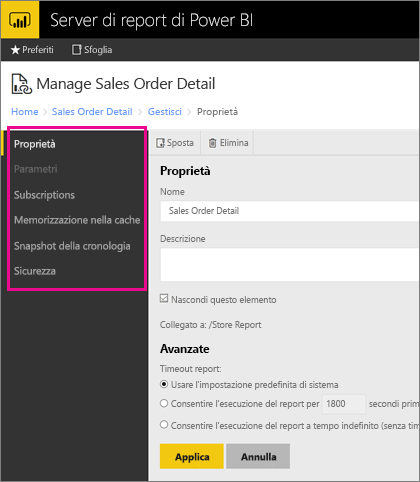 Server di report di Power BI
Preferiti Sfoglia
Manage Sales Order Detail
Home > Sales Order Detail > Gestisci > Proprietà
Proprietà
Parametri
Subscriptions
Memorizzazione nella cache
Snapshot della cronologia
Sicurezza
Sposta Elimina
Proprietà
Nome
Sales Order Detail
Descrizione
Nascondi questo elemento
Collegato a: /Store Report
Avanzate
Timeout report:
Usare l'impostazione predefinita di sistema
Consentire l'esecuzione del report per 1800 secondi prim
Consentire l'esecuzione del report a tempo indefinito (senza tim
Applica Annulla